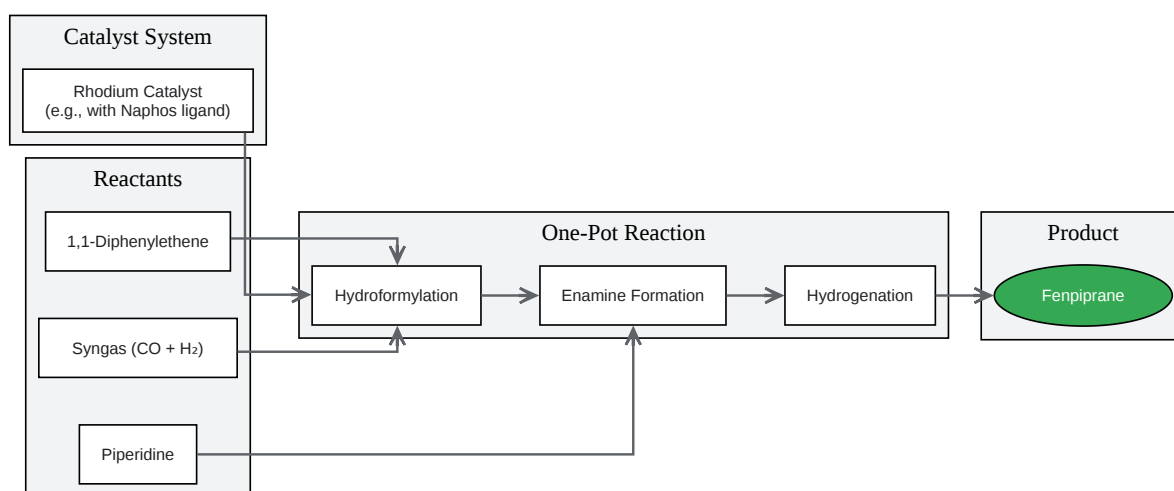 Catalyst System
Rhodium Catalyst
(e.g., with Naphos ligand)
Reactants
1,1-Diphenylethene
Syngas (CO + H₂)
Piperidine
One-Pot Reaction
Hydroformylation
Enamine Formation
Hydrogenation
Product
Fenpiprane